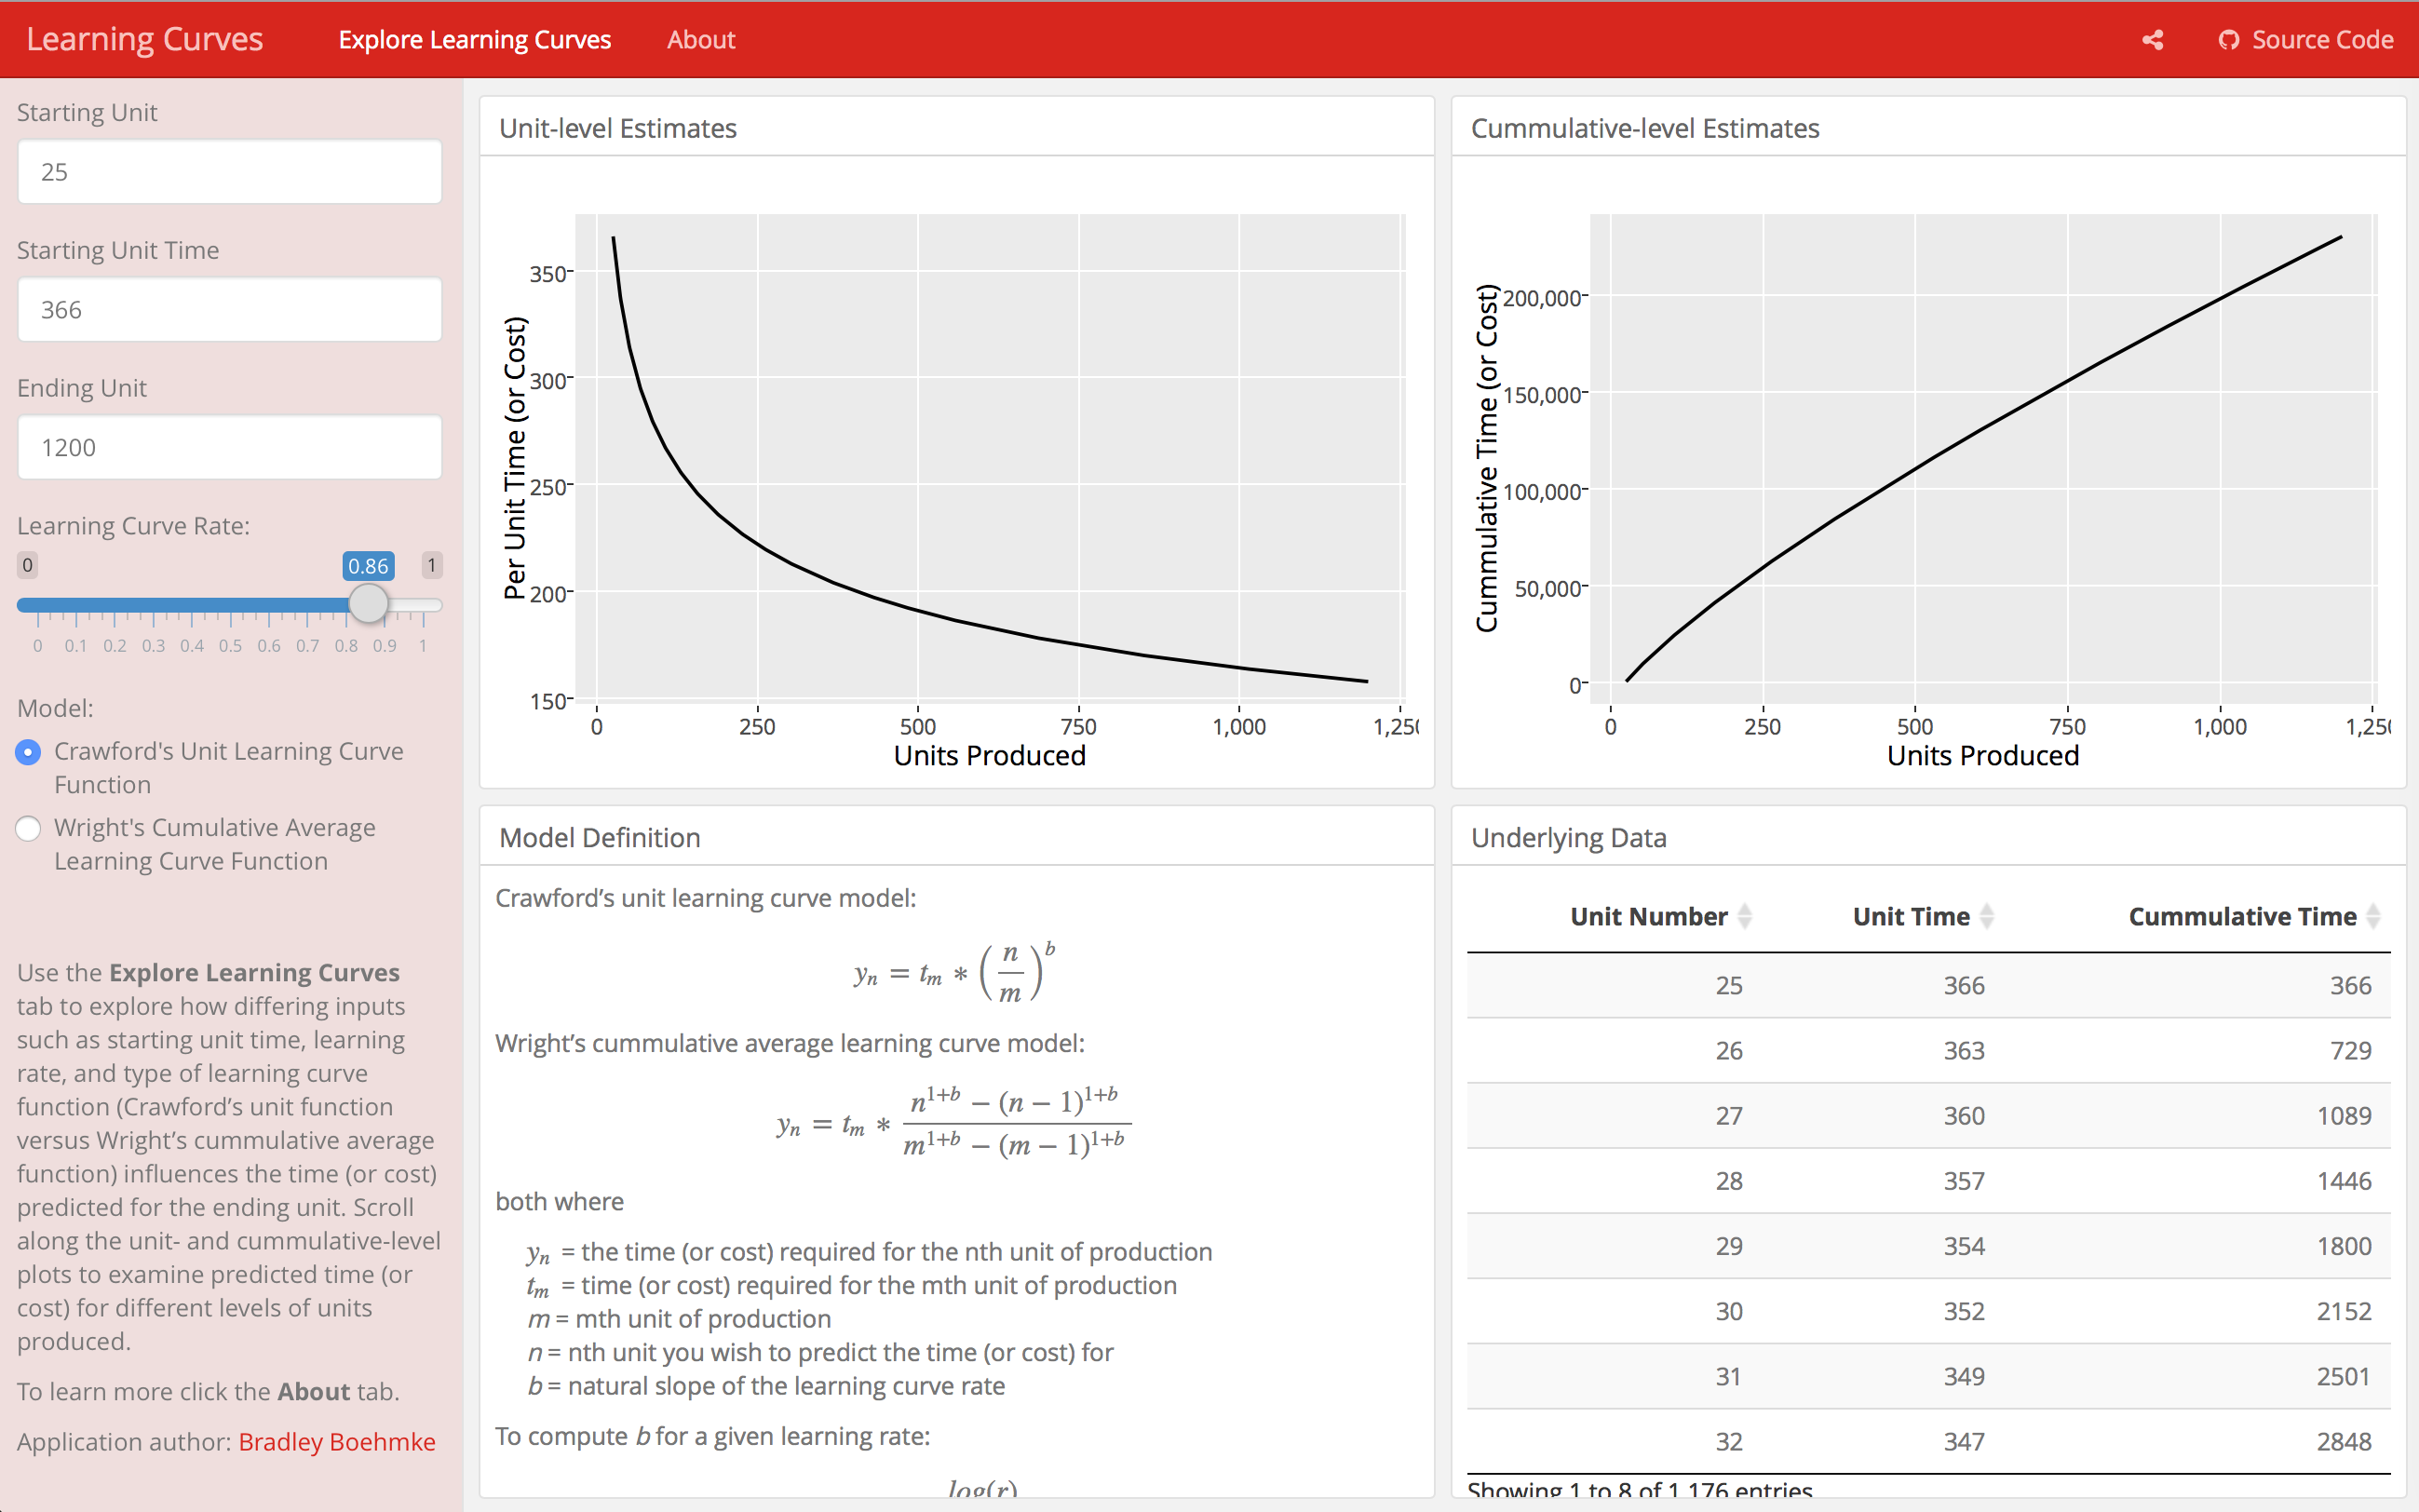 Learning Curves
Explore Learning Curves
About
Source Code
Starting Unit
25
Starting Unit Time
366
Ending Unit
1200
Learning Curve Rate:
0 0.86 1
0 0.1 0.2 0.3 0.4 0.5 0.6 0.7 0.8 0.9 1
Model:
Crawford's Unit Learning Curve
Function
Wright's Cumulative Average
Learning Curve Function
Use the Explore Learning Curves
tab to explore how differing inputs
such as starting unit time, learning
rate, and type of learning curve
function (Crawford’s unit function
versus Wright’s cummulative average
function) influences the time (or cost)
predicted for the ending unit. Scroll
along the unit- and cummulative-level
plots to examine predicted time (or
cost) for different levels of units
produced.
To learn more click the About tab.
Application author: Bradley Boehmke
Unit-level Estimates
Per Unit Time (or Cost)
350
300
250
200
150
0 250 500 750 1,000 1,250
Units Produced
Cummulative-level Estimates
Cummulative Time (or Cost)
200,000
150,000
100,000
50,000
0
0 250 500 750 1,000 1,250
Units Produced
Model Definition
Crawford’s unit learning curve model:
yₙ = tₘ * (n/m)^b
Wright’s cummulative average learning curve model:
yₙ = tₘ * (n^(1+b) − (n − 1)^(1+b))/(m^(1+b) − (m − 1)^(1+b))
both where
yₙ = the time (or cost) required for the nth unit of production
tₘ = time (or cost) required for the mth unit of production
m = mth unit of production
n = nth unit you wish to predict the time (or cost) for
b = natural slope of the learning curve rate
To compute b for a given learning rate:
log(r)
Underlying Data
Unit Number Unit Time Cummulative Time
25 366 366
26 363 729
27 360 1089
28 357 1446
29 354 1800
30 352 2152
31 349 2501
32 347 2848
Showing 1 to 8 of 1,176 entries